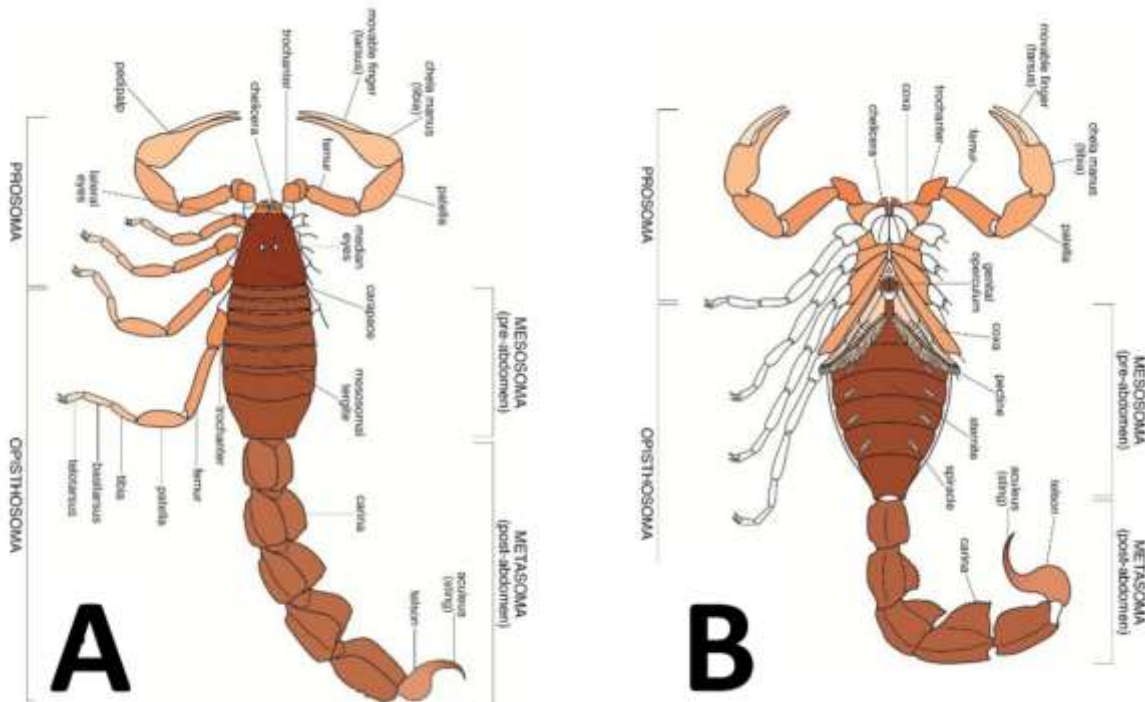 pedipalp
chelicera
trochanter
movable finger
(tarsus)
chela manus
(tibia)
femur
patella
lateral
eyes
median
eyes
carapace
mososomal
tergite
trochanter
femur
patella
tibia
basitarsus
telotarsus
carina
telson
aculeus
(sting)
PROSOMA
OPISTHOSOMA
MESOSOMA
(pre-abdomen)
METASOMA
(post-abdomen)
A
chelicera
coxa
trochanter
femur
movable finger
(tarsus)
chela manus
(tibia)
patella
genital
operculum
coxa
pectine
sternite
spiracle
aculeus
(sting)
telson
carina
PROSOMA
OPISTHOSOMA
MESOSOMA
(pre-abdomen)
METASOMA
(post-abdomen)
B